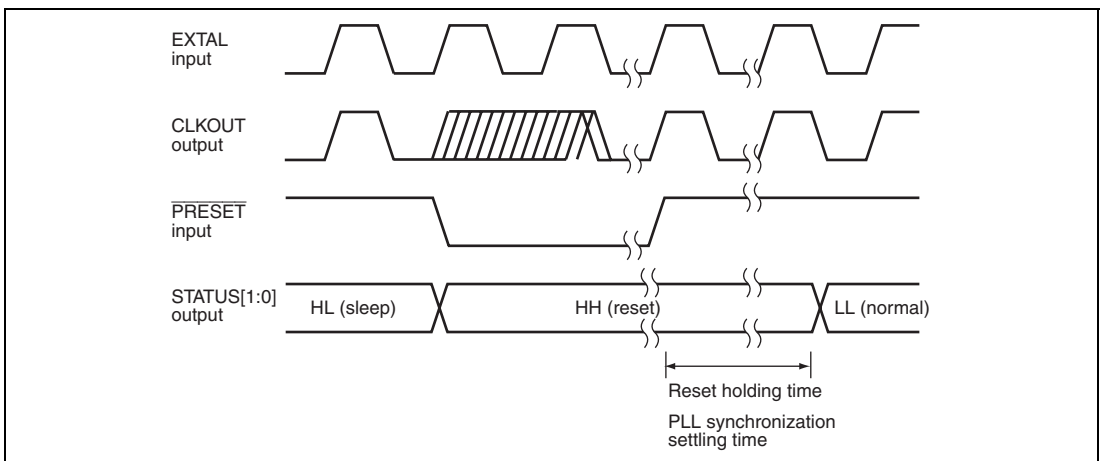 EXTAL
input
CLKOUT
output
PRESET
input
STATUS[1:0]
output
HL (sleep)
HH (reset)
LL (normal)
Reset holding time
PLL synchronization
settling time